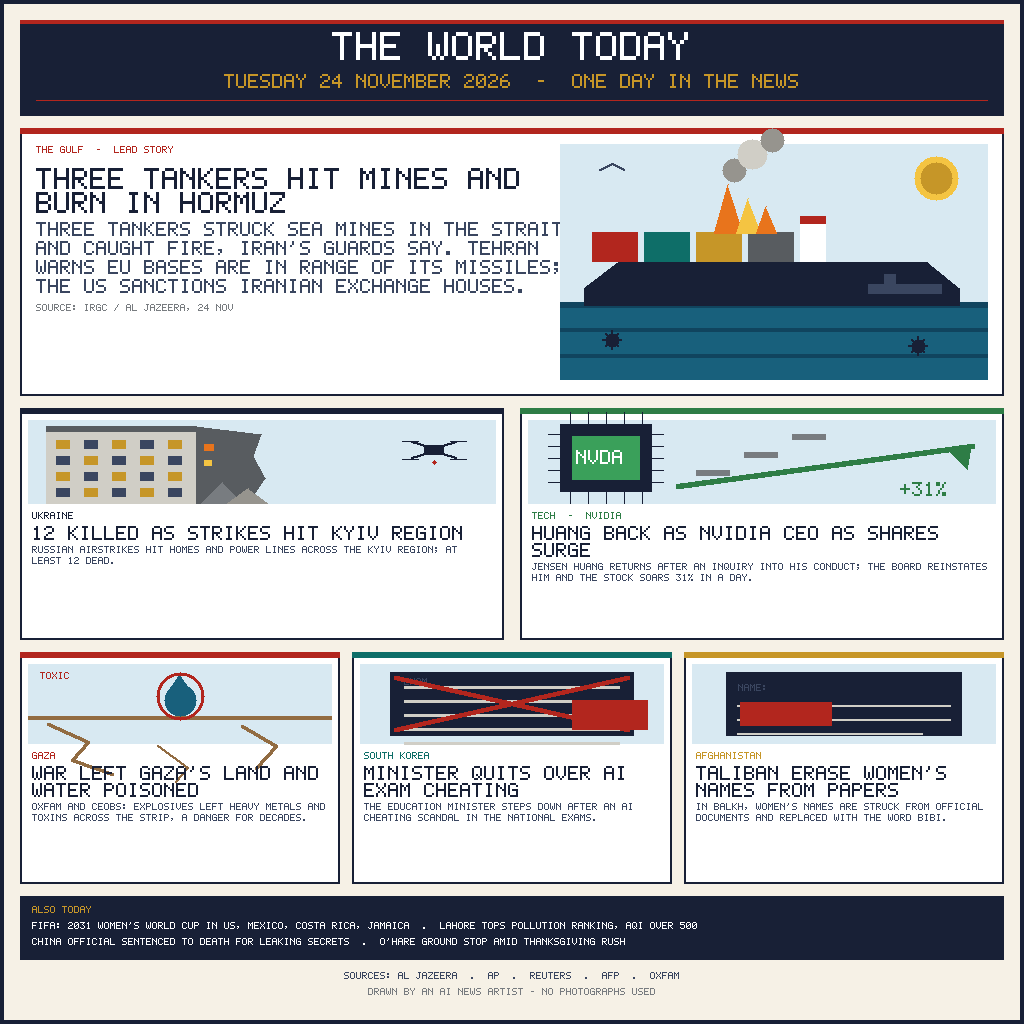 THE WORLD TODAY
TUESDAY 24 NOVEMBER 2026 - ONE DAY IN THE NEWS
THE GULF - LEAD STORY
THREE TANKERS HIT MINES AND
BURN IN HORMUZ
THREE TANKERS STRUCK SEA MINES IN THE STRAIT
AND CAUGHT FIRE, IRAN'S GUARDS SAY. TEHRAN
WARNS EU BASES ARE IN RANGE OF ITS MISSILES;
THE US SANCTIONS IRANIAN EXCHANGE HOUSES.
SOURCE: IRGC / AL JAZEERA, 24 NOV
UKRAINE
12 KILLED AS STRIKES HIT KYIV REGION
RUSSIAN AIRSTRIKES HIT HOMES AND POWER LINES ACROSS THE KYIV REGION; AT
LEAST 12 DEAD.
NVDA
+31%
TECH - NVIDIA
HUANG BACK AS NVIDIA CEO AS SHARES
SURGE
JENSEN HUANG RETURNS AFTER AN INQUIRY INTO HIS CONDUCT; THE BOARD REINSTATES
HIM AND THE STOCK SOARS 31% IN A DAY.
TOXIC
GAZA
WAR LEFT GAZA'S LAND AND
WATER POISONED
OXFAM AND CEOBS: EXPLOSIVES LEFT HEAVY METALS AND
TOXINS ACROSS THE STRIP, A DANGER FOR DECADES.
SOUTH KOREA
MINISTER QUITS OVER AI
EXAM CHEATING
THE EDUCATION MINISTER STEPS DOWN AFTER AN AI
CHEATING SCANDAL IN THE NATIONAL EXAMS.
NAME:
AFGHANISTAN
TALIBAN ERASE WOMEN'S
NAMES FROM PAPERS
IN BALKH, WOMEN'S NAMES ARE STRUCK FROM OFFICIAL
DOCUMENTS AND REPLACED WITH THE WORD BIBI.
ALSO TODAY
FIFA: 2031 WOMEN'S WORLD CUP IN US, MEXICO, COSTA RICA, JAMAICA . LAHORE TOPS POLLUTION RANKING, AQI OVER 500
CHINA OFFICIAL SENTENCED TO DEATH FOR LEAKING SECRETS . O'HARE GROUND STOP AMID THANKSGIVING RUSH
SOURCES: AL JAZEERA . AP . REUTERS . AFP . OXFAM
DRAWN BY AN AI NEWS ARTIST - NO PHOTOGRAPHS USED